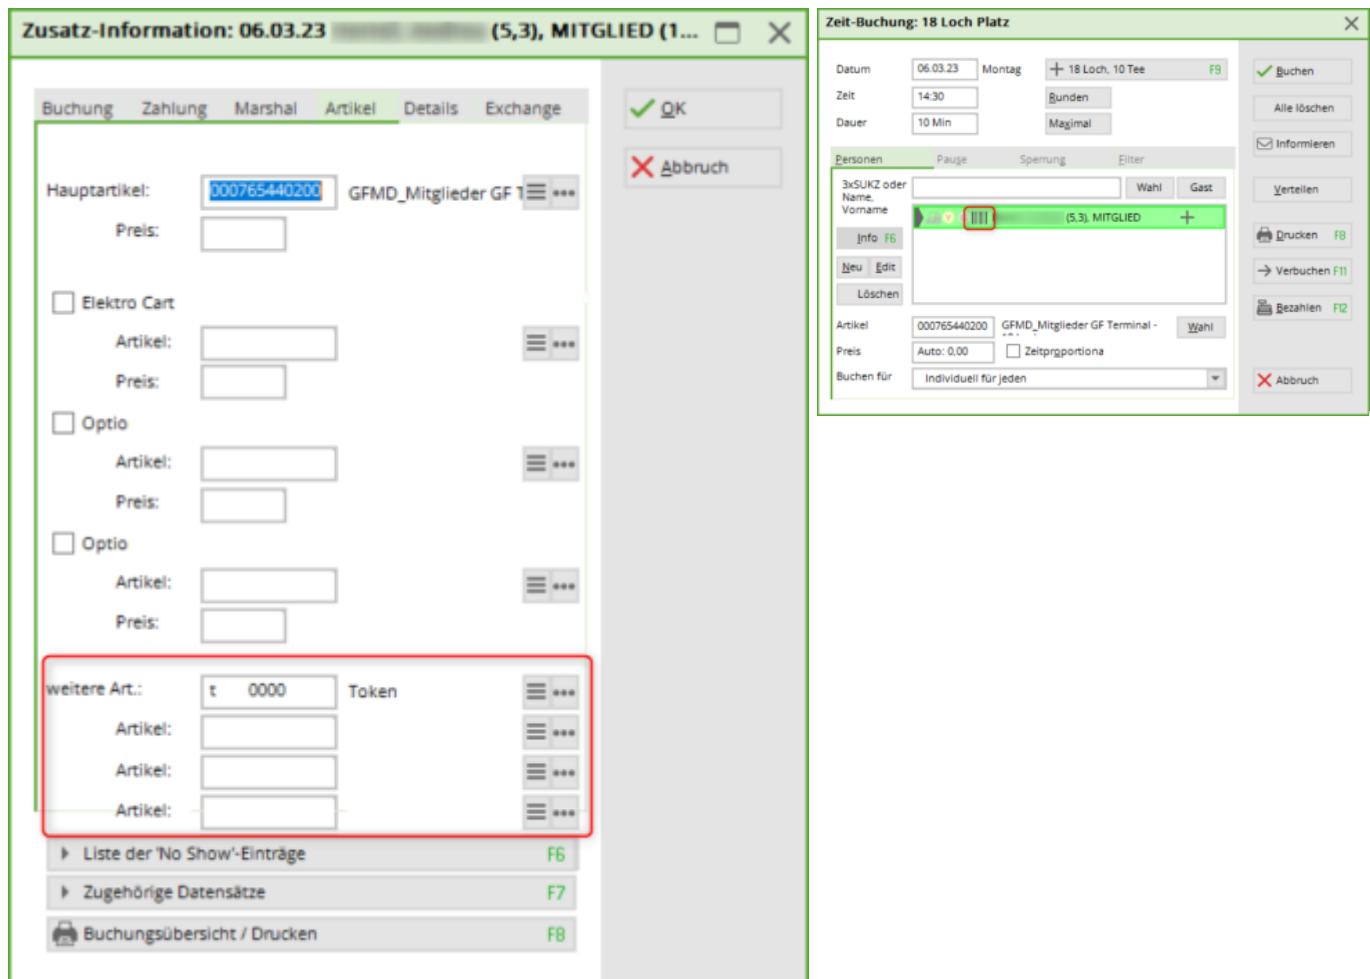 Zusatz-Information: 06.03.23 (5,3), MITGLIED (1...
Buchung Zahlung Marshal Artikel Details Exchange
OK
Abbruch
Hauptartikel: 000765440200 GFMD_Mitglieder GF T
Preis:
Elektro Cart
Artikel:
Preis:
Optio
Artikel:
Preis:
Optio
Artikel:
Preis:
weitere Art.: t 0000 Token
Artikel:
Artikel:
Artikel:
Liste der 'No Show'-Einträge F6
Zugehörige Datensätze F7
Buchungsübersicht / Drucken F8
Zeit-Buchung: 18 Loch Platz
Datum 06.03.23 Montag 18 Loch, 10 Tee F9
Zeit 14:30 Runden
Dauer 10 Min Maximal
Personen Pause Sperrung Filter
3xSUKZ oder
Name,
Vorname
Wahl Gast
(5,3), MITGLIED
Info F6
Neu Edit
Löschen
Artikel 000765440200 GFMD_Mitglieder GF Terminal - Wahl
Preis Auto: 0,00 Zeitproportiona
Buchen für Individuell für jeden
Buchen
Alle löschen
Informieren
Verteilen
Drucken F8
Verbuchen F11
Bezahlen F12
Abbruch